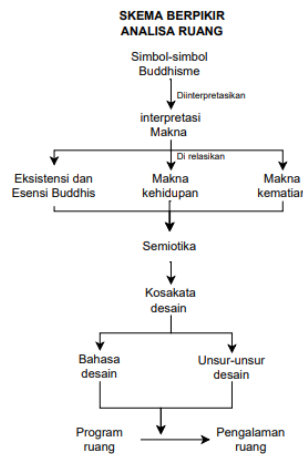 SKEMA BERPIKIR
ANALISA RUANG
Simbol-simbol
Buddhisme
Diinterpretasikan
interpretasi
Makna
Di relasikan
Eksistensi dan
Esensi Buddhis
Makna
kehidupan
Makna
kematian
Semiotika
Kosakata
desain
Bahasa
desain
Unsur-unsur
desain
Program
ruang
Pengalaman
ruang